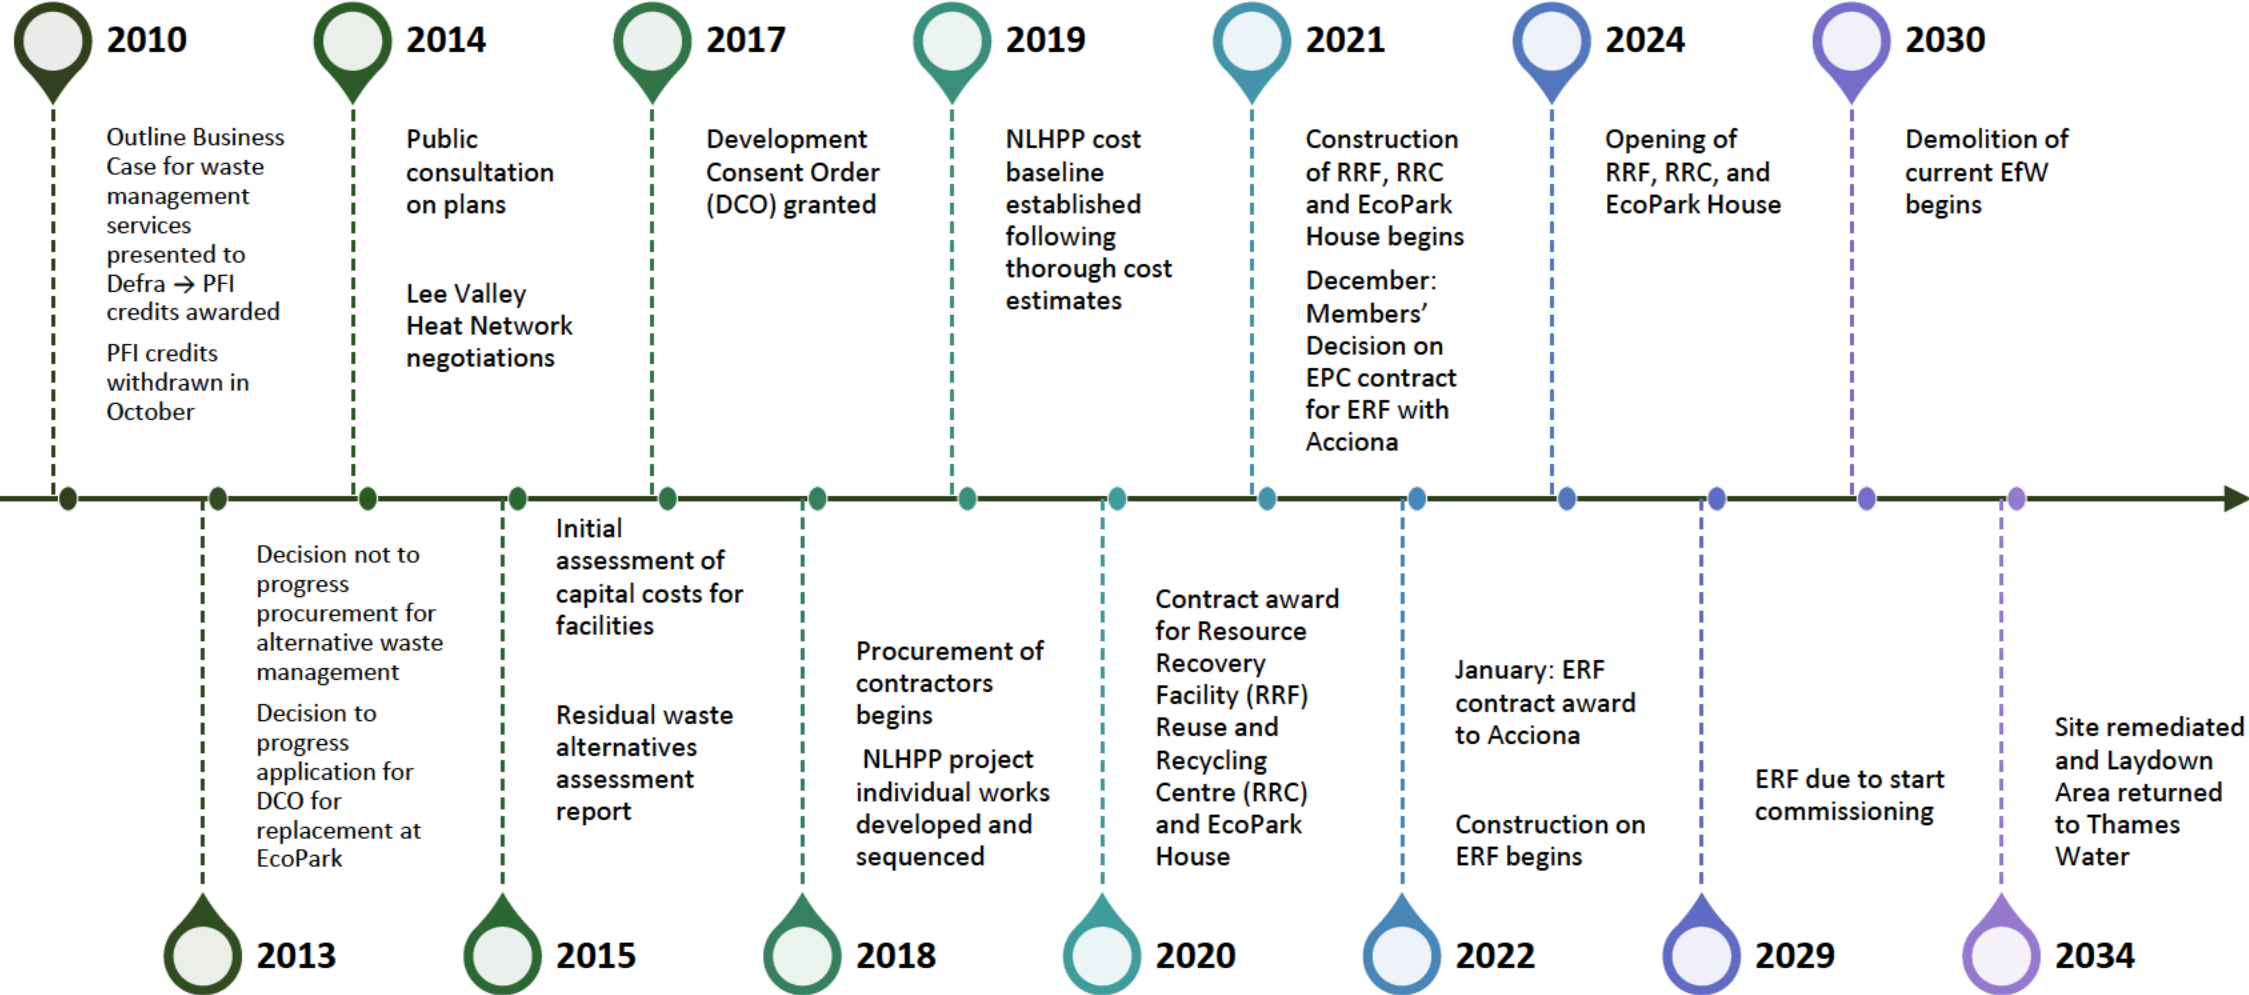 2010
Outline Business
Case for waste
management
services
presented to
Defra → PFI
credits awarded
PFI credits
withdrawn in
October
2013
Decision not to
progress
procurement for
alternative waste
management
Decision to
progress
application for
DCO for
replacement at
EcoPark
2014
Public
consultation
on plans
Lee Valley
Heat Network
negotiations
2015
Initial
assessment of
capital costs for
facilities
Residual waste
alternatives
assessment
report
2017
Development
Consent Order
(DCO) granted
2018
Procurement of
contractors
begins
NLHPP project
individual works
developed and
sequenced
2019
NLHPP cost
baseline
established
following
thorough cost
estimates
2020
Contract award
for Resource
Recovery
Facility (RRF)
Reuse and
Recycling
Centre (RRC)
and EcoPark
House
2021
Construction
of RRF, RRC
and EcoPark
House begins
December:
Members’
Decision on
EPC contract
for ERF with
Acciona
2022
January: ERF
contract award
to Acciona
Construction on
ERF begins
2024
Opening of
RRF, RRC, and
EcoPark House
2029
ERF due to start
commissioning
2030
Demolition of
current EfW
begins
2034
Site remediated
and Laydown
Area returned
to Thames
Water